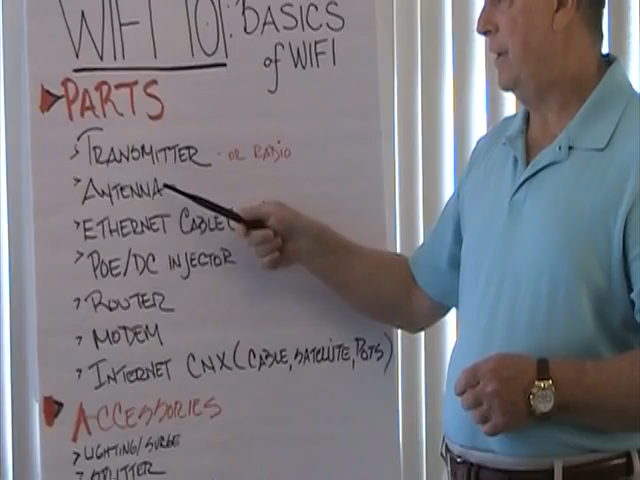 WIFI 101: BASICS
of WIFI
PARTS
> TRANSMITTER - OR RADIO
> ANTENNA
> ETHERNET CABLE(
> POE/DC INJECTOR
> ROUTER
> MODEM
> INTERNET CNX (CABLE, SATELLITE, POTS)
ACCESSORIES
> LIGHTING/SURGE
> SPLITTER